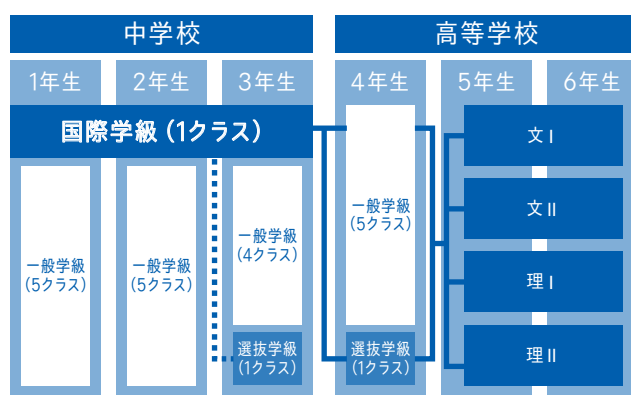 中学校
高等学校
1年生
2年生
3年生
4年生
5年生
6年生
国際学級（1クラス）
一般学級
(5クラス)
一般学級
(5クラス)
一般学級
(4クラス)
選抜学級
(1クラス)
一般学級
(5クラス)
選抜学級
(1クラス)
文 I
文 II
理 I
理 II